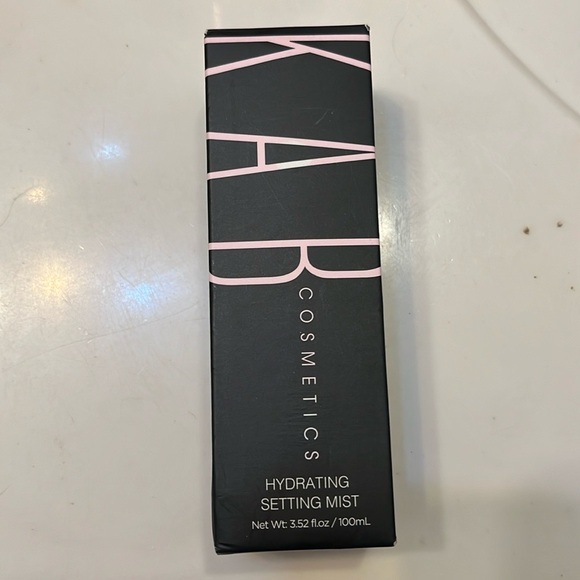 KAB
COSMETICS
HYDRATING
SETTING MIST
Net Wt: 3.52 fl.oz / 100mL